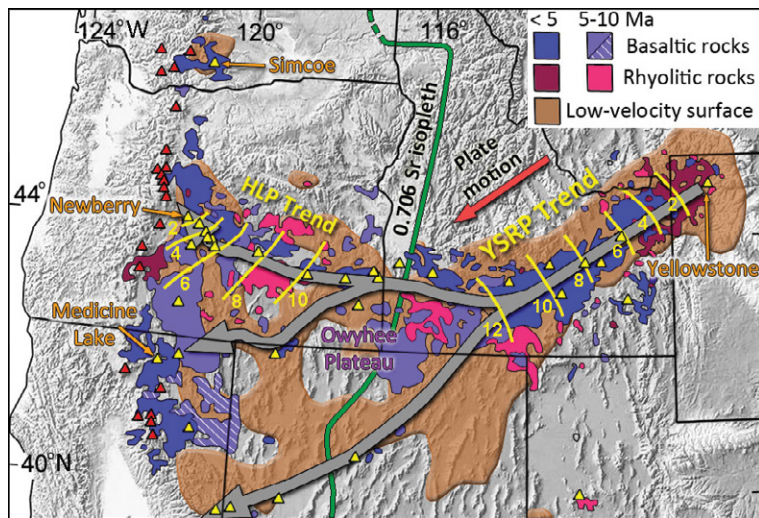 124°W
120°
116°
< 5
5-10 Ma
Basaltic rocks
Rhyolitic rocks
Low-velocity surface
Simcoe
0.706 Sr isopleth
Plate
motion
44°
Newberry
HLP Trend
YSRP Trend
2
4
6
8
10
2
4
6
8
10
12
Yellowstone
Medicine
Lake
Owyhee
Plateau
40°N